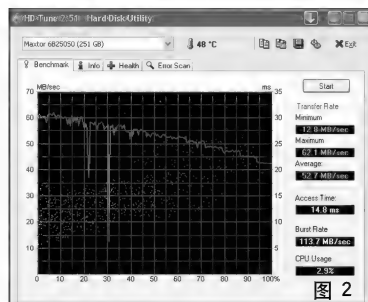 HD Tune 2.54 Hard Disk Utility
Maxtor 6B25050 (251 GB)
48 °C
Exit
Benchmark Info Health Error Scan
MB/sec
ms
Start
70
60
50
40
30
20
10
35
30
25
20
15
10
5
0 10 20 30 40 50 60 70 80 90 100%
Transfer Rate
Minimum
12.8 MB/sec
Maximum
62.1 MB/sec
Average:
52.7 MB/sec
Access Time:
14.8 ms
Burst Rate
113.7 MB/sec
CPU Usage
2.9%
图 2